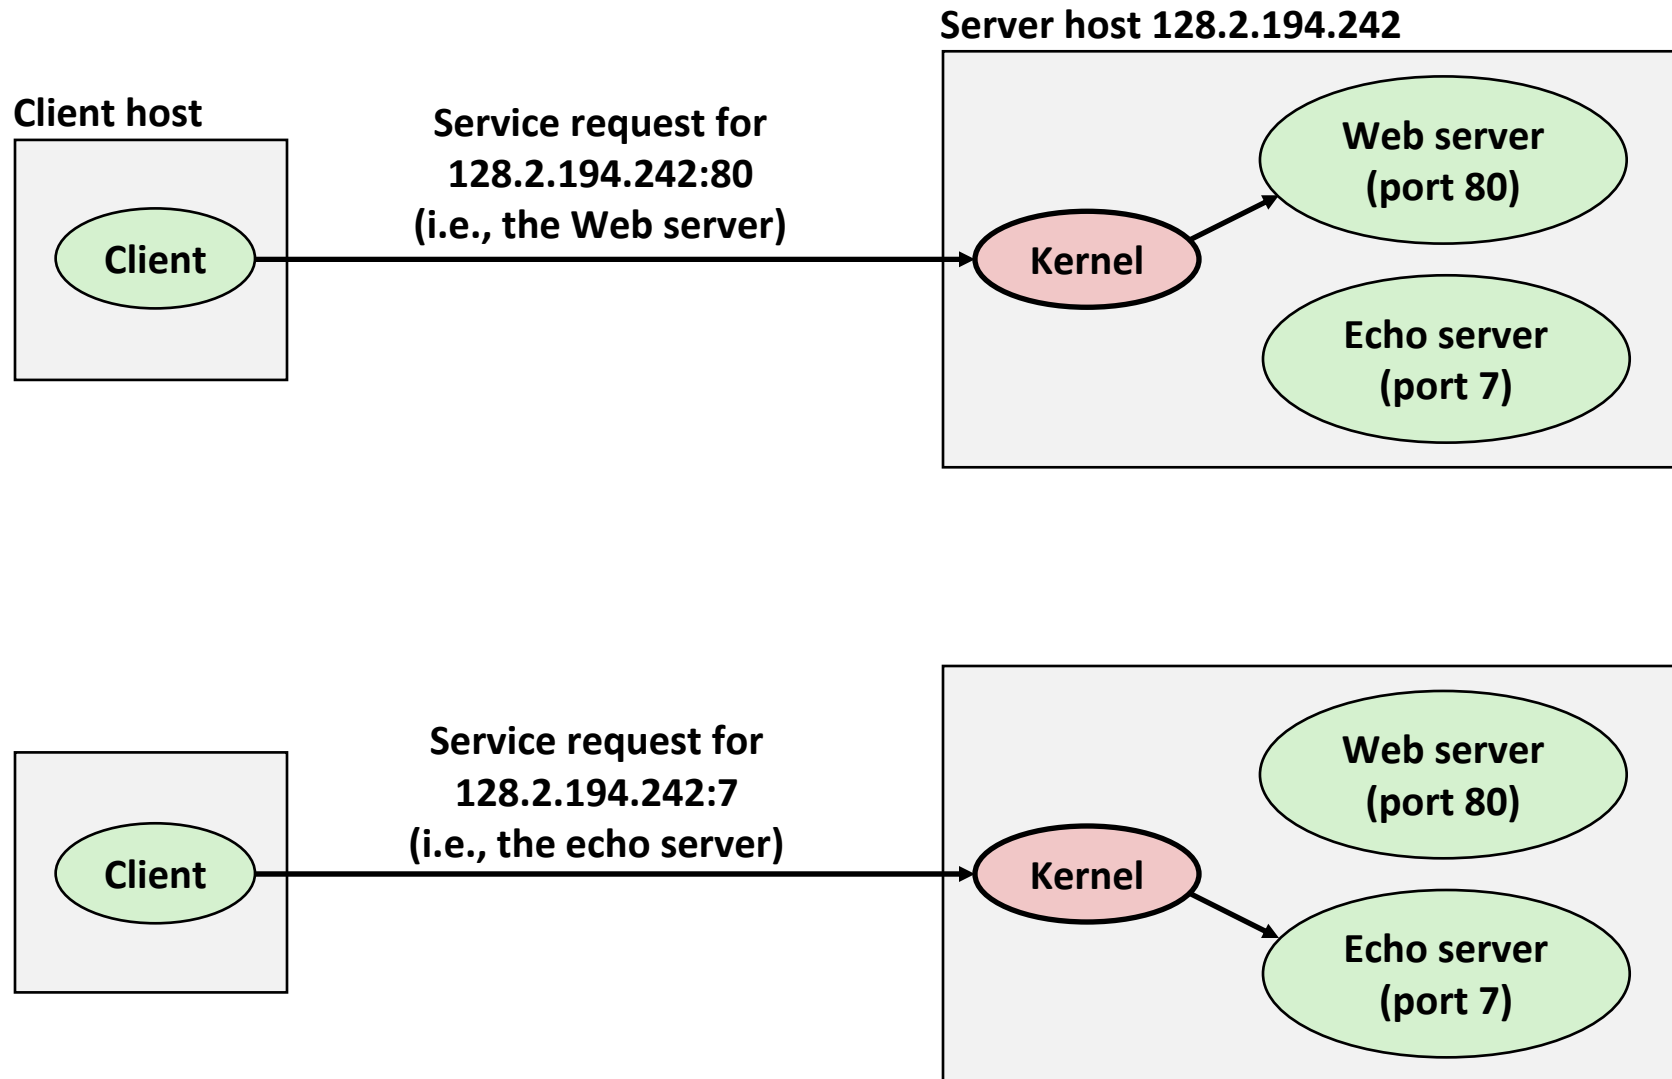 Server host 128.2.194.242
Client host
Service request for
128.2.194.242:80
(i.e., the Web server)
Client
Kernel
Web server
(port 80)
Echo server
(port 7)
Service request for
128.2.194.242:7
(i.e., the echo server)
Client
Kernel
Web server
(port 80)
Echo server
(port 7)